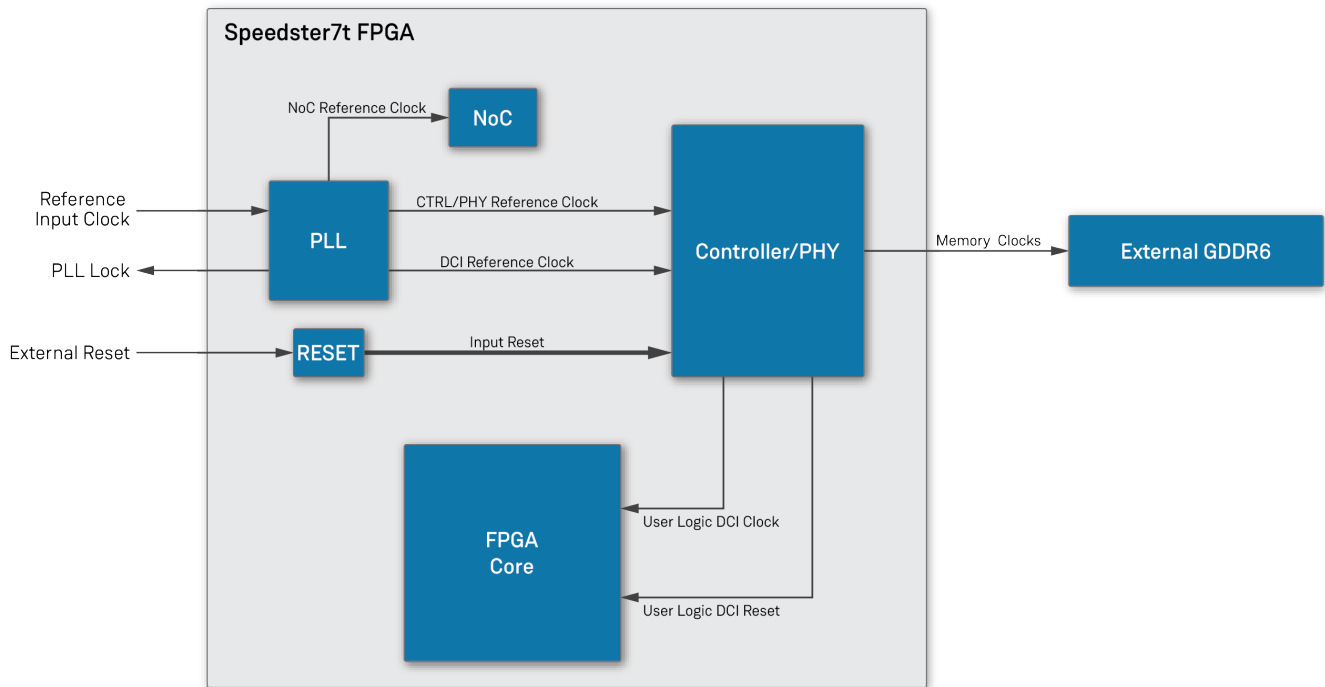 Speedster7t FPGA
NoC Reference Clock
NoC
Reference
Input Clock
CTRL/PHY Reference Clock
PLL
Controller/PHY
Memory Clocks
External GDDR6
PLL Lock
DCI Reference Clock
External Reset
RESET
Input Reset
User Logic DCI Clock
FPGA
Core
User Logic DCI Reset